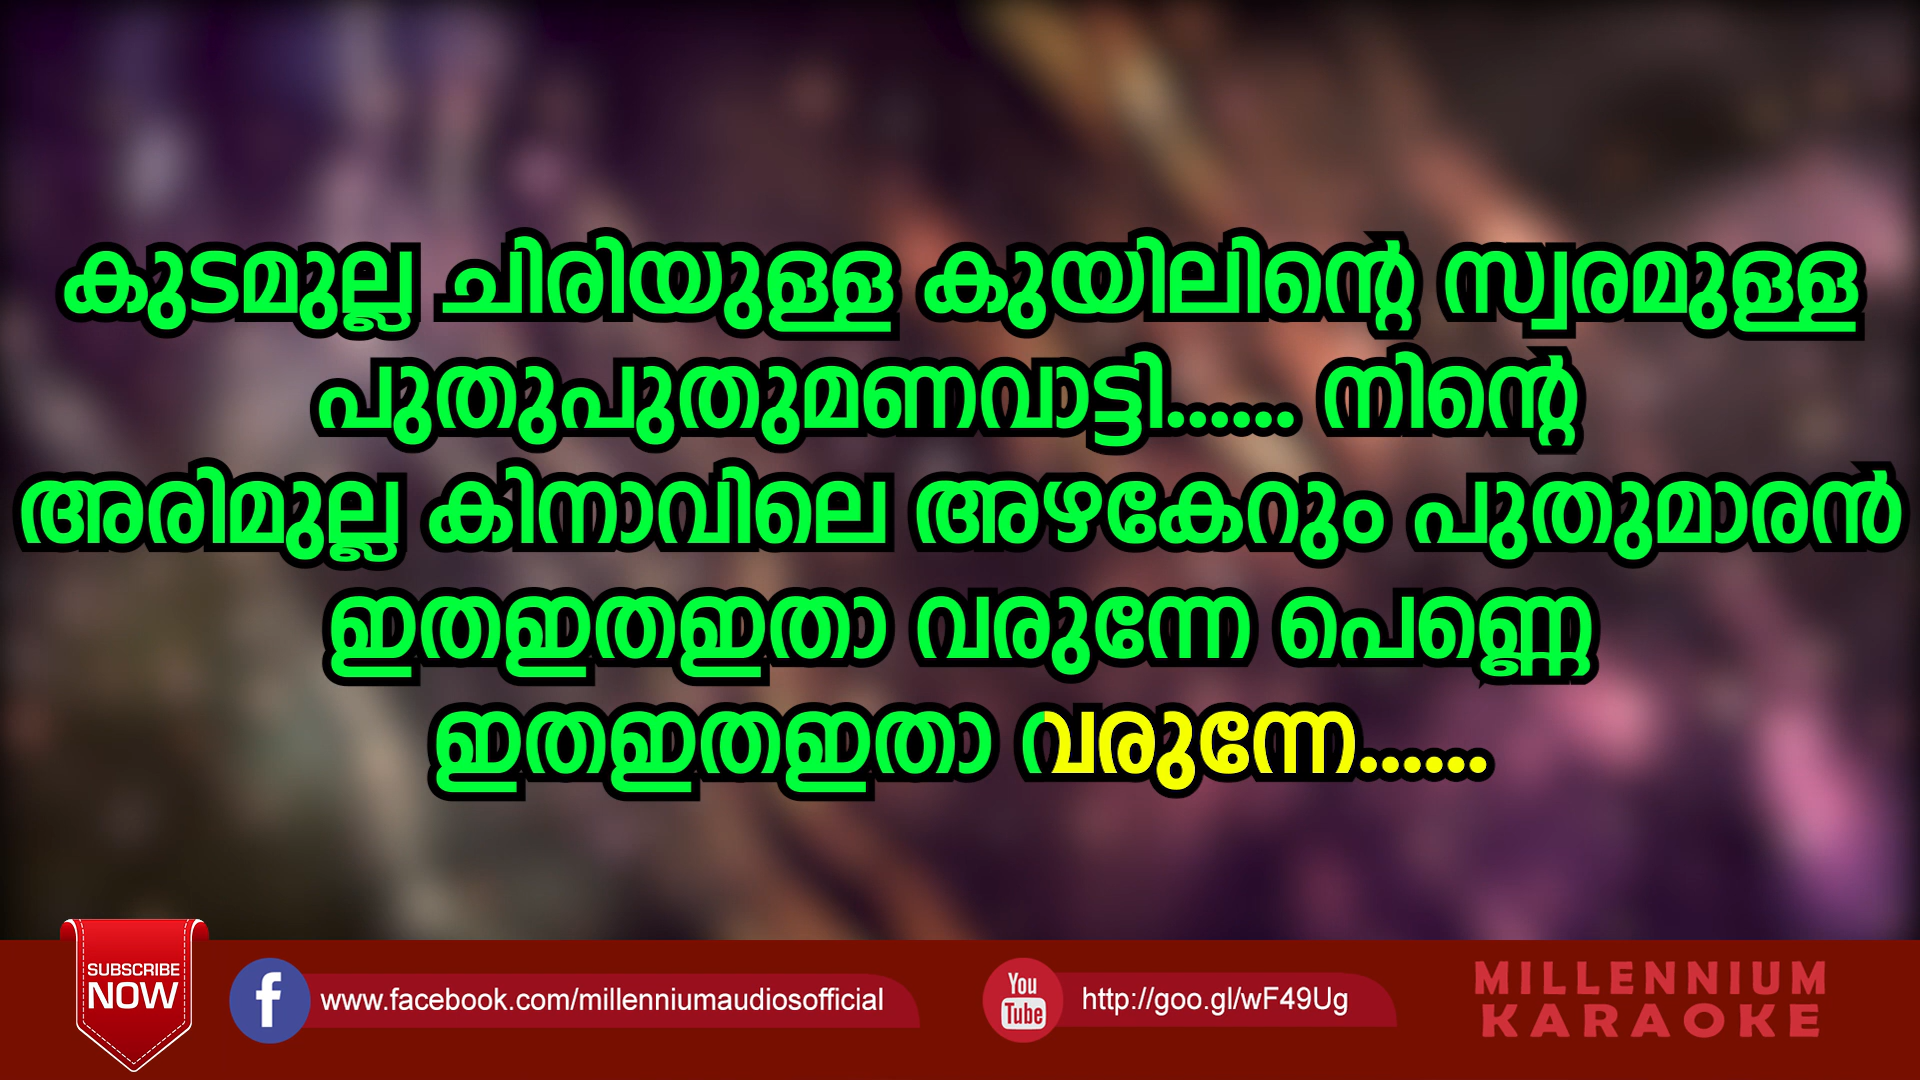 കുടമുല്ല ചിരിയുള്ള കുയിലിന്റെ സ്വരമുള്ള
പുതുപുതുമണവാട്ടി...... നിന്റെ
അരിമുല്ല കിനാവിലെ അഴകേറും പുതുമാരൻ
ഇതഇതഇതാ വരുന്നേ പെണ്ണെ
ഇതഇതഇതാ വരുന്നേ......
SUBSCRIBE
NOW
f www.facebook.com/millenniumaudiosofficial
You
Tube
http://goo.gl/wF49Ug
MILLENNIUM
KARAOKE